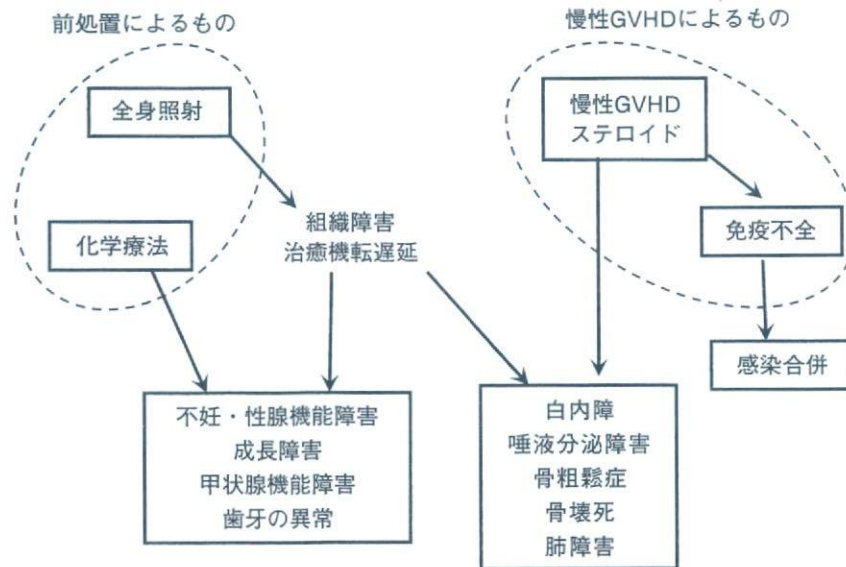 前処置によるもの
慢性GVHDによるもの
全身照射
慢性GVHD
ステロイド
組織障害
治癒機転遅延
化学療法
免疫不全
感染合併
不妊・性腺機能障害
成長障害
甲状腺機能障害
歯牙の異常
白内障
唾液分泌障害
骨粗鬆症
骨壊死
肺障害